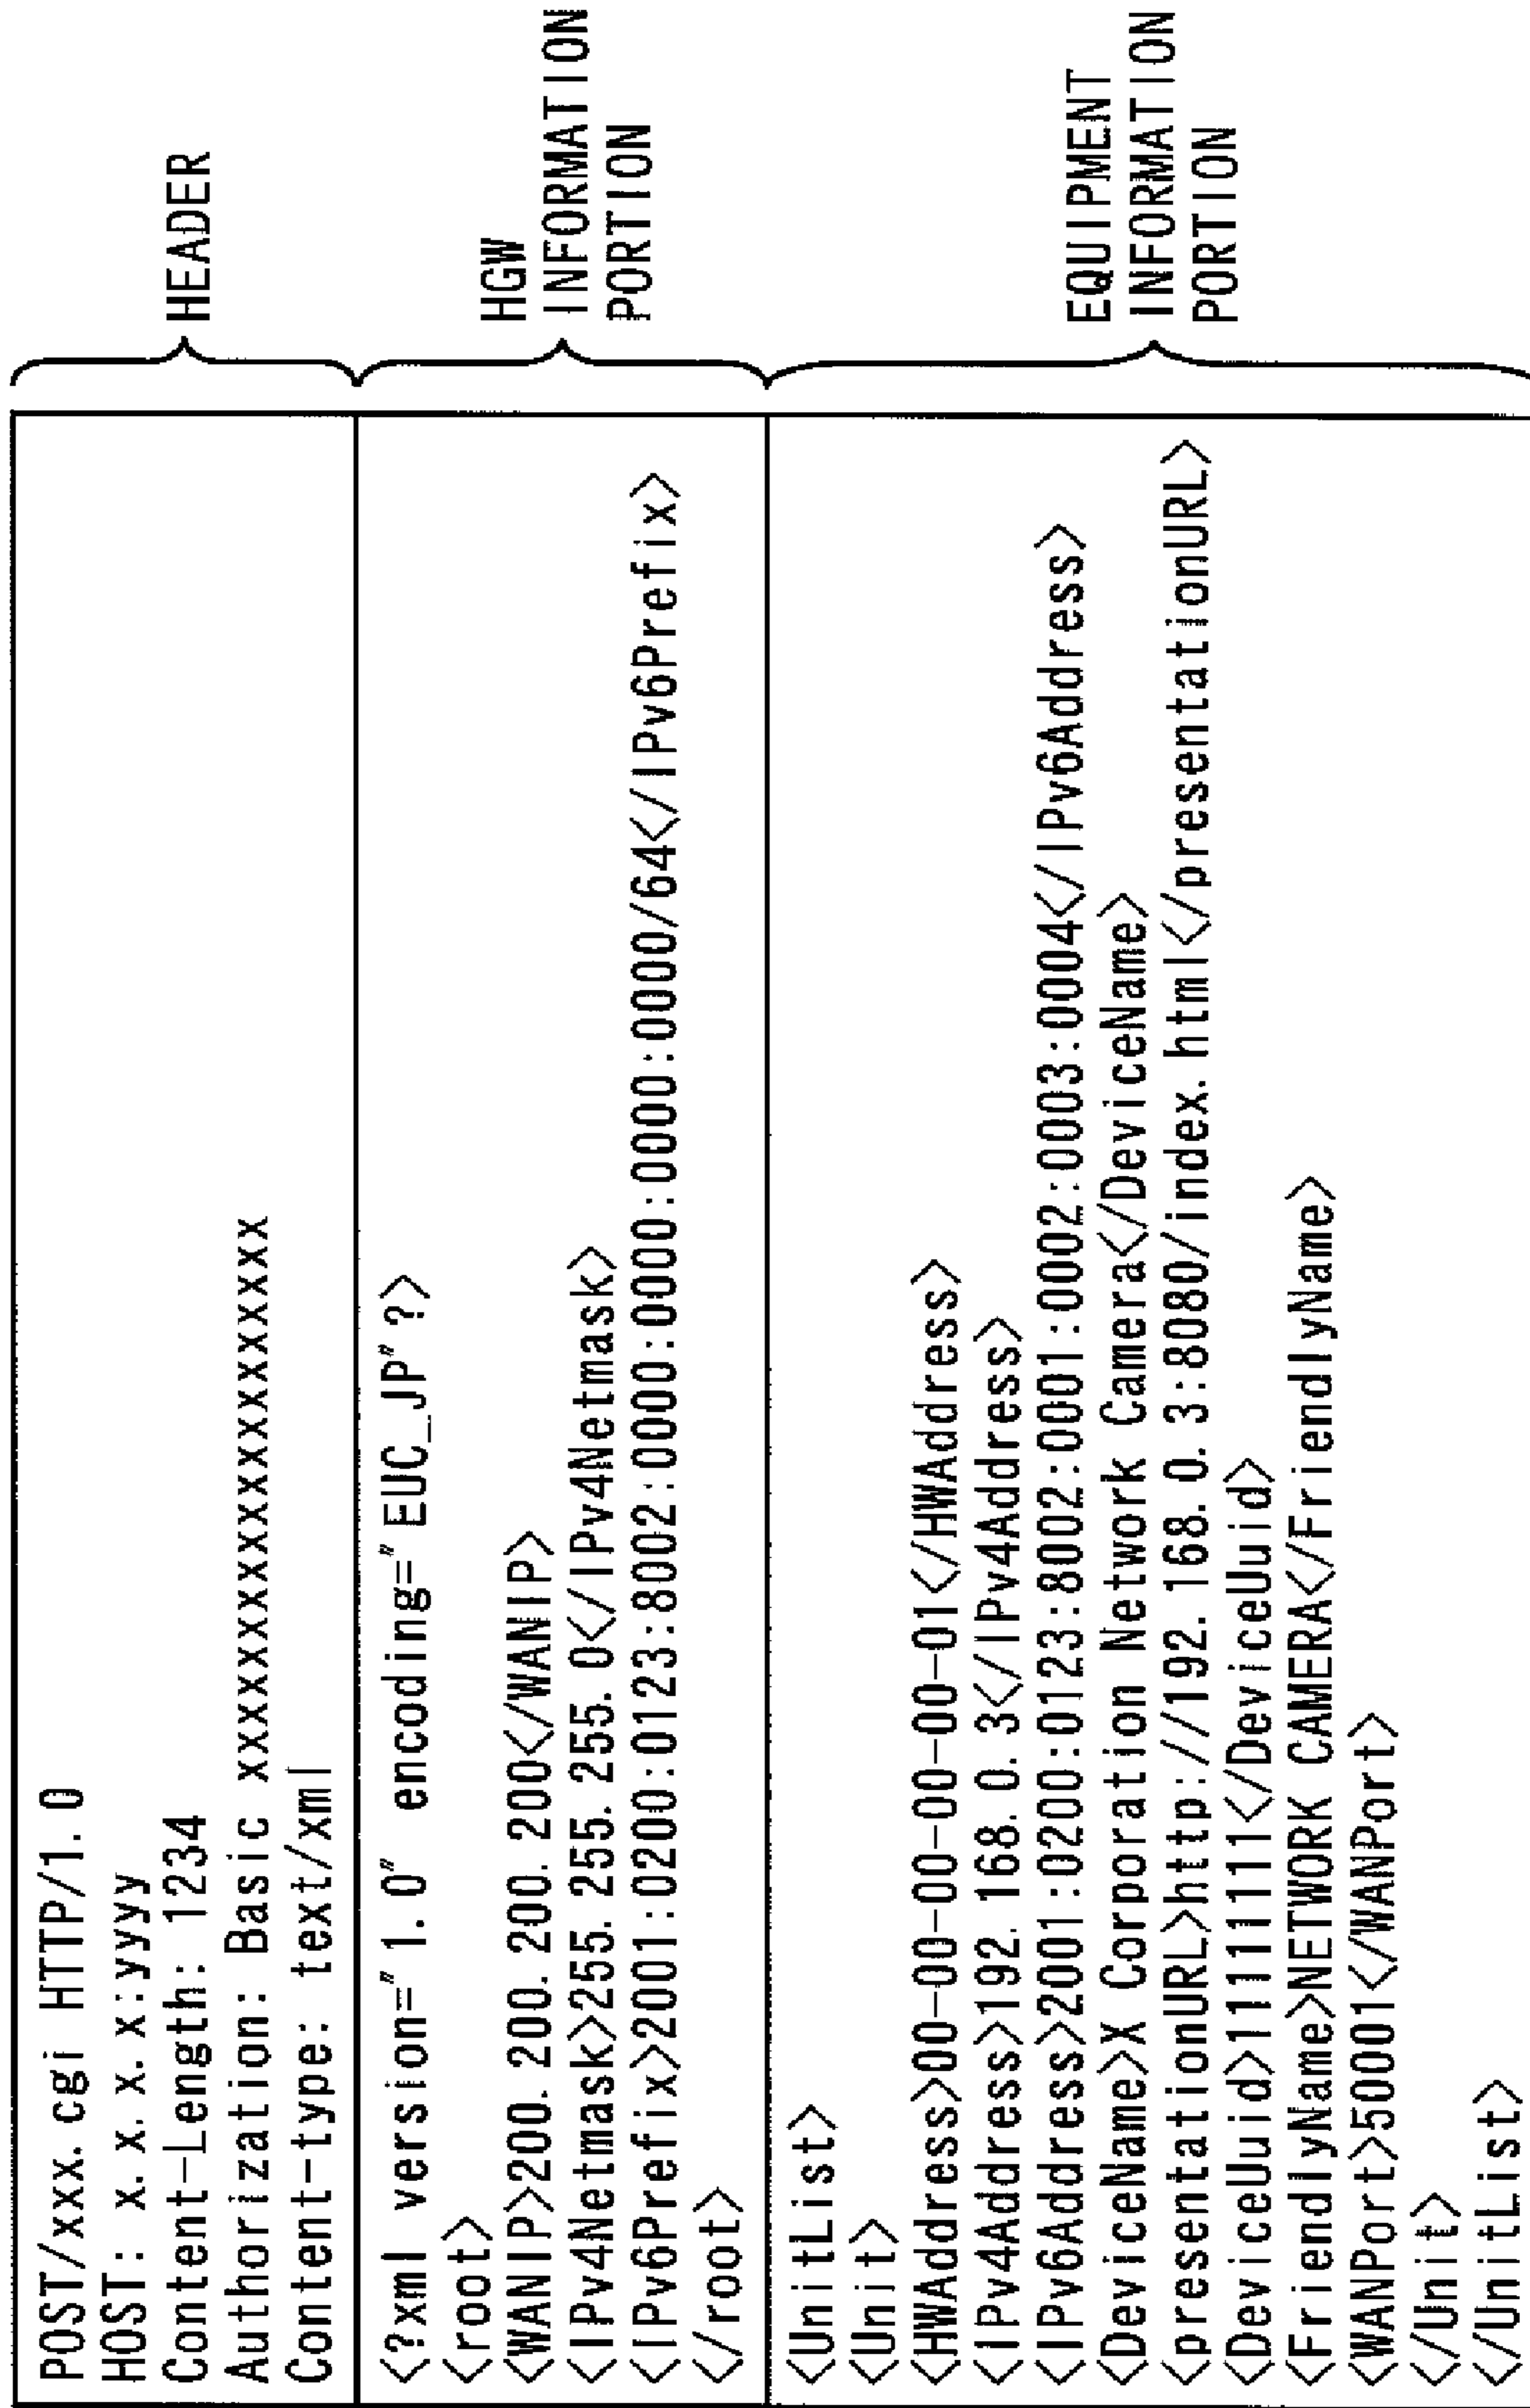 POST/xxx.cgi HTTP/1.0
HOST: x.x.x.x:yyyy
Content-Length: 1234
Authorization: Basic xxxxxxxxxxxxxxxxxxxxxxxx
Content-type: text/xml
HEADER
<?xml version="1.0" encoding="EUC_JP"?>
<root>
<WANIP>200.200.200.200</WANIP>
<IPv4Netmask>255.255.255.0</IPv4Netmask>
<IPv6Prefix>2001:0200:0123:8002:0000:0000:0000:0000/64</IPv6Prefix>
</root>
HGW
INFORMATION
PORTION
<UnitList>
<Unit>
<HWAddress>00-00-00-00-00-01</HWAddress>
<IPv4Address>192.168.0.3</IPv4Address>
<IPv6Address>2001:0200:0123:8002:0001:0002:0003:0004</IPv6Address>
<DeviceName>X Corporation Network Camera</DeviceName>
<presentationURL>http://192.168.0.3:8080/index.html</presentationURL>
<DeviceUuid>11111111</DeviceUuid>
<FriendlyName>NETWORK CAMERA</FriendlyName>
<WANPort>50001</WANPort>
</Unit>
</UnitList>
EQUIPMENT
INFORMATION
PORTION